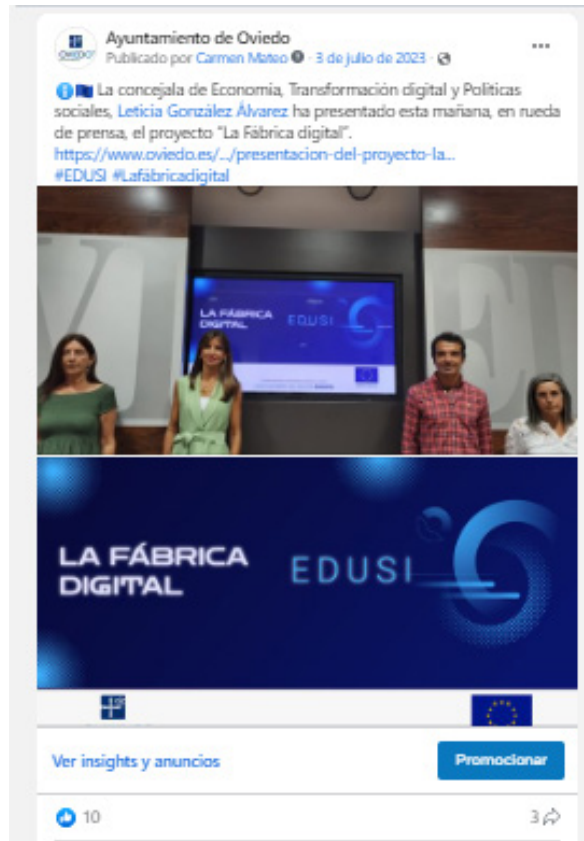 Ayuntamiento de Oviedo
Publicado por Carmen Mateo · 3 de julio de 2023 ·
La concejala de Economía, Transformación digital y Políticas
sociales, Leticia González Álvarez ha presentado esta mañana, en rueda
de prensa, el proyecto "La Fábrica digital".
https://www.oviedo.es/.../presentacion-del-proyecto-la...
#EDUSI #Lafábricadigital
LA FÁBRICA
DIGITAL
EDUSI
LA FÁBRICA
DIGITAL
EDUSI
Ver insights y anuncios
Promocionar
10
3